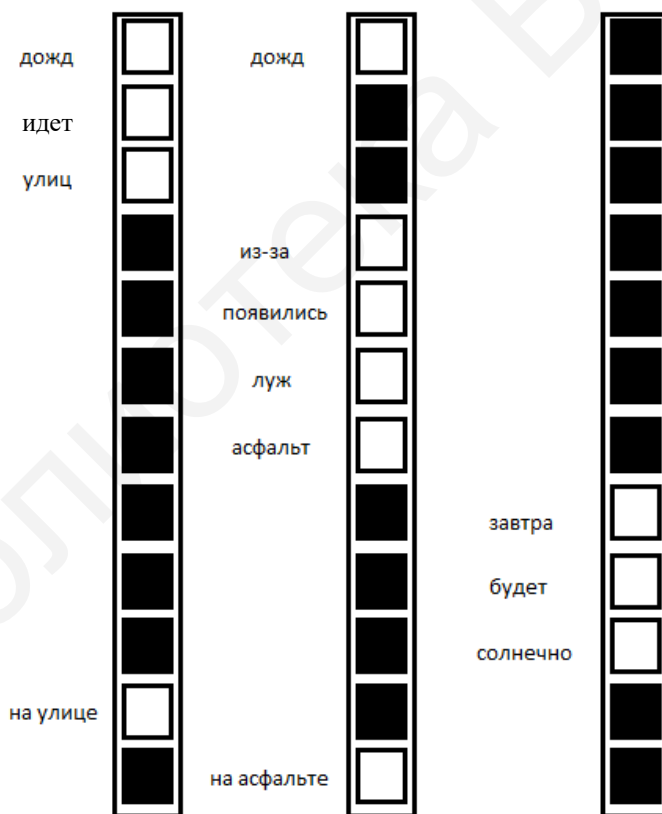 дожд
идет
улиц
на улице
дожд
из-за
появились
луж
асфальт
на асфальте
завтра
будет
солнечно